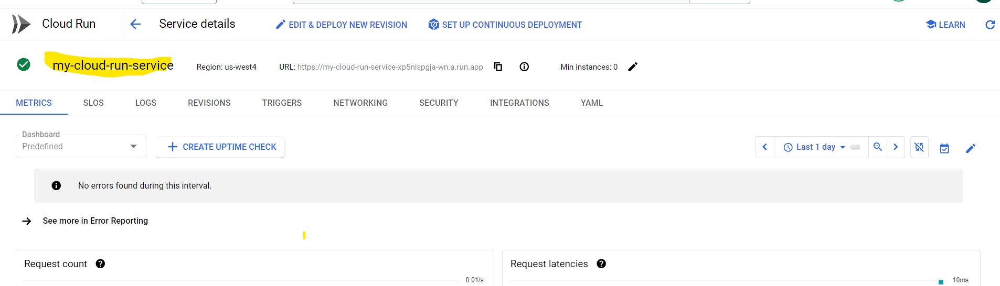 Cloud Run
Service details
EDIT & DEPLOY NEW REVISION
SET UP CONTINUOUS DEPLOYMENT
LEARN
my-cloud-run-service
Region: us-west4
URL: https://my-cloud-run-service-xp5nispgja-wn.a.run.app
Min instances: 0
METRICS
SLOS
LOGS
REVISIONS
TRIGGERS
NETWORKING
SECURITY
INTEGRATIONS
YAML
Dashboard
Predefined
CREATE UPTIME CHECK
Last 1 day
No errors found during this interval.
See more in Error Reporting
Request count
0.01/s
Request latencies
10ms